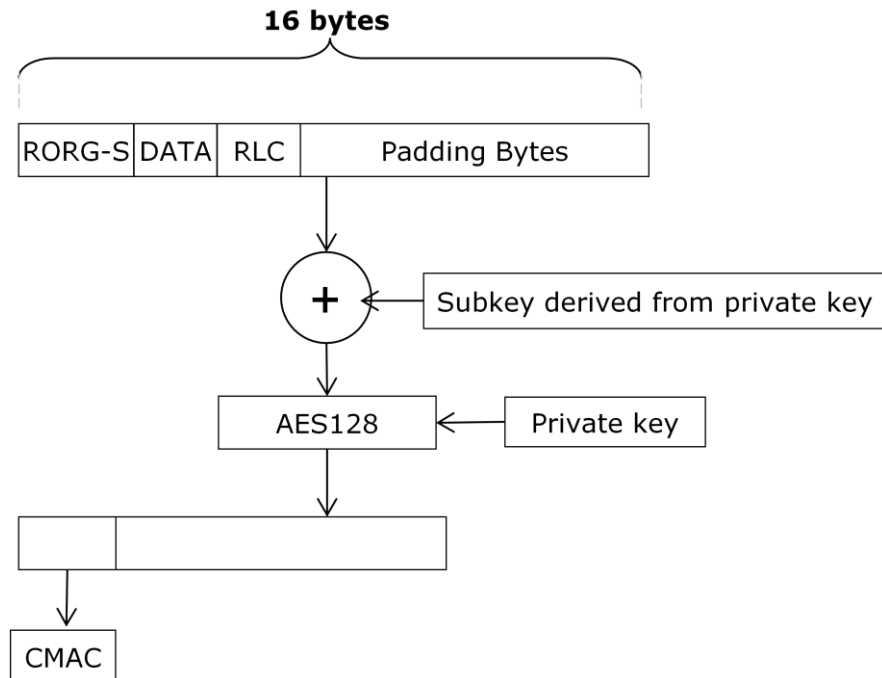 16 bytes
RORG-S DATA RLC Padding Bytes
+
Subkey derived from private key
AES128
Private key
CMAC